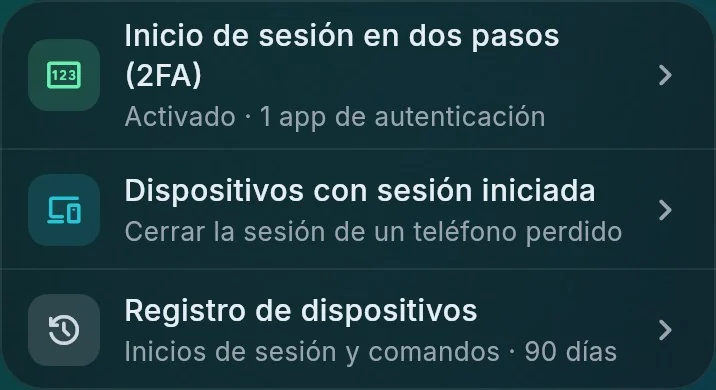 123
Inicio de sesión en dos pasos
(2FA)
Activado · 1 app de autenticación
Dispositivos con sesión iniciada
Cerrar la sesión de un teléfono perdido
Registro de dispositivos
Inicios de sesión y comandos · 90 días